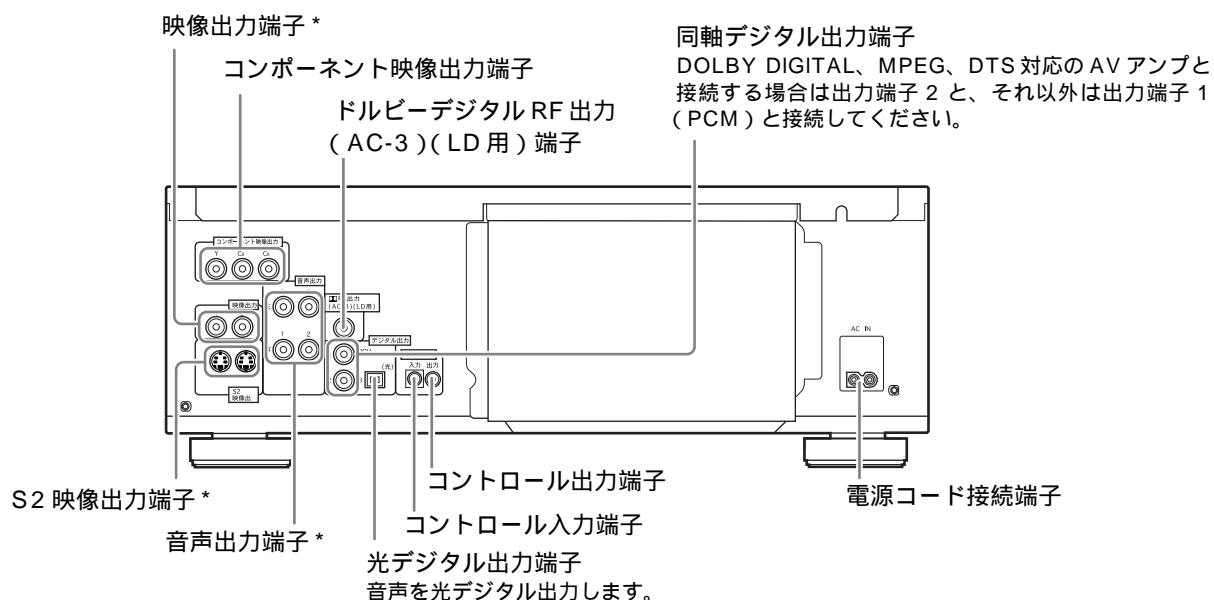 映像出力端子 *
コンポーネント映像出力端子
ドルビーデジタル RF 出力
( AC-3 )( LD 用 ) 端子
同軸デジタル出力端子
DOLBY DIGITAL、MPEG、DTS 対応の AV アンプと
接続する場合は出力端子 2 と、それ以外は出力端子 1
( PCM ) と接続してください。
コンポーネント映像出力
Y CB CR
音声出力
映像出力
1 2
(LD用)
デジタル出力
(光)
入力 出力
S2
映像出
AC IN
S2 映像出力端子 *
音声出力端子 *
コントロール出力端子
コントロール入力端子
光デジタル出力端子
音声を光デジタル出力します。
電源コード接続端子